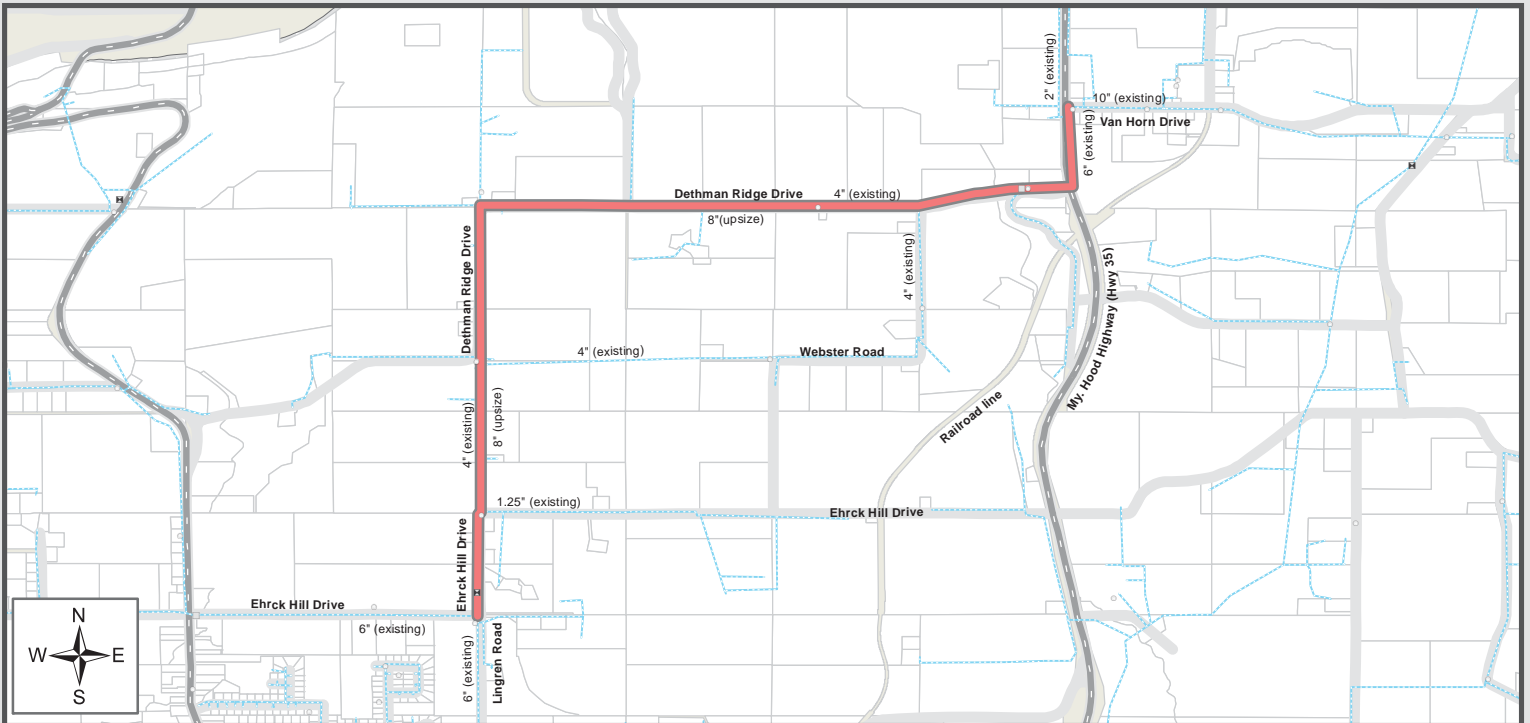 2" (existing)
10" (existing)
Van Horn Drive
6" (existing)
Dethman Ridge Drive
4" (existing)
8"(upsize)
Dethman Ridge Drive
4" (existing)
My. Hood Highway (Hwy 35)
4" (existing)
Webster Road
4" (existing)
8" (upsize)
Railroad line
1.25" (existing)
Ehrck Hill Drive
Ehrck Hill Drive
Ehrck Hill Drive
6" (existing)
6" (existing)
Lingren Road
N
W
E
S